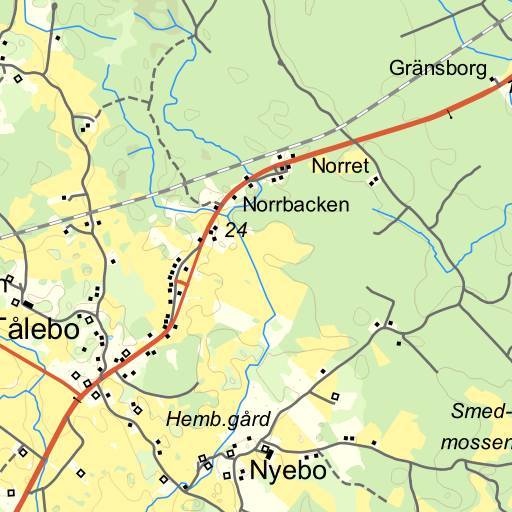 Gränsborg
Norret
Norrbacken
24
Tålebo
Hemb.gård
Smed-
mossen
Nyebo